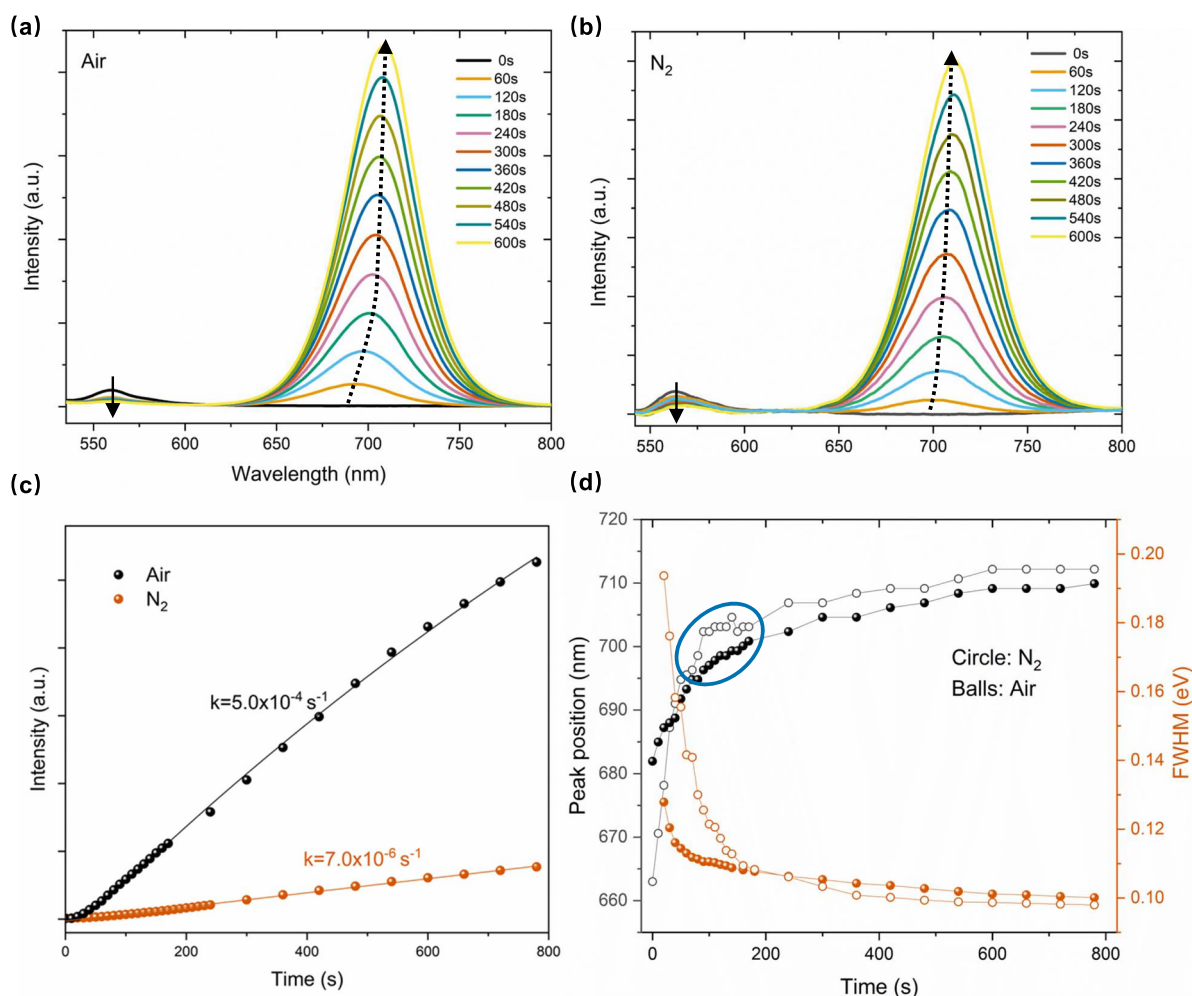 (a)
Air
0s
60s
120s
180s
240s
300s
360s
420s
480s
540s
600s
Intensity (a.u.)
550 600 650 700 750 800
Wavelength (nm)
(b)
N₂
0s
60s
120s
180s
240s
300s
360s
420s
480s
540s
600s
Intensity (a.u.)
550 600 650 700 750 800
(c)
Air
N₂
k=5.0x10⁻⁴ s⁻¹
k=7.0x10⁻⁶ s⁻¹
Intensity (a.u.)
0 200 400 600 800
Time (s)
(d)
720
710
700
690
680
670
660
Peak position (nm)
Circle: N₂
Balls: Air
0.20
0.18
0.16
0.14
0.12
0.10
FWHM (eV)
0 200 400 600 800
Time (s)